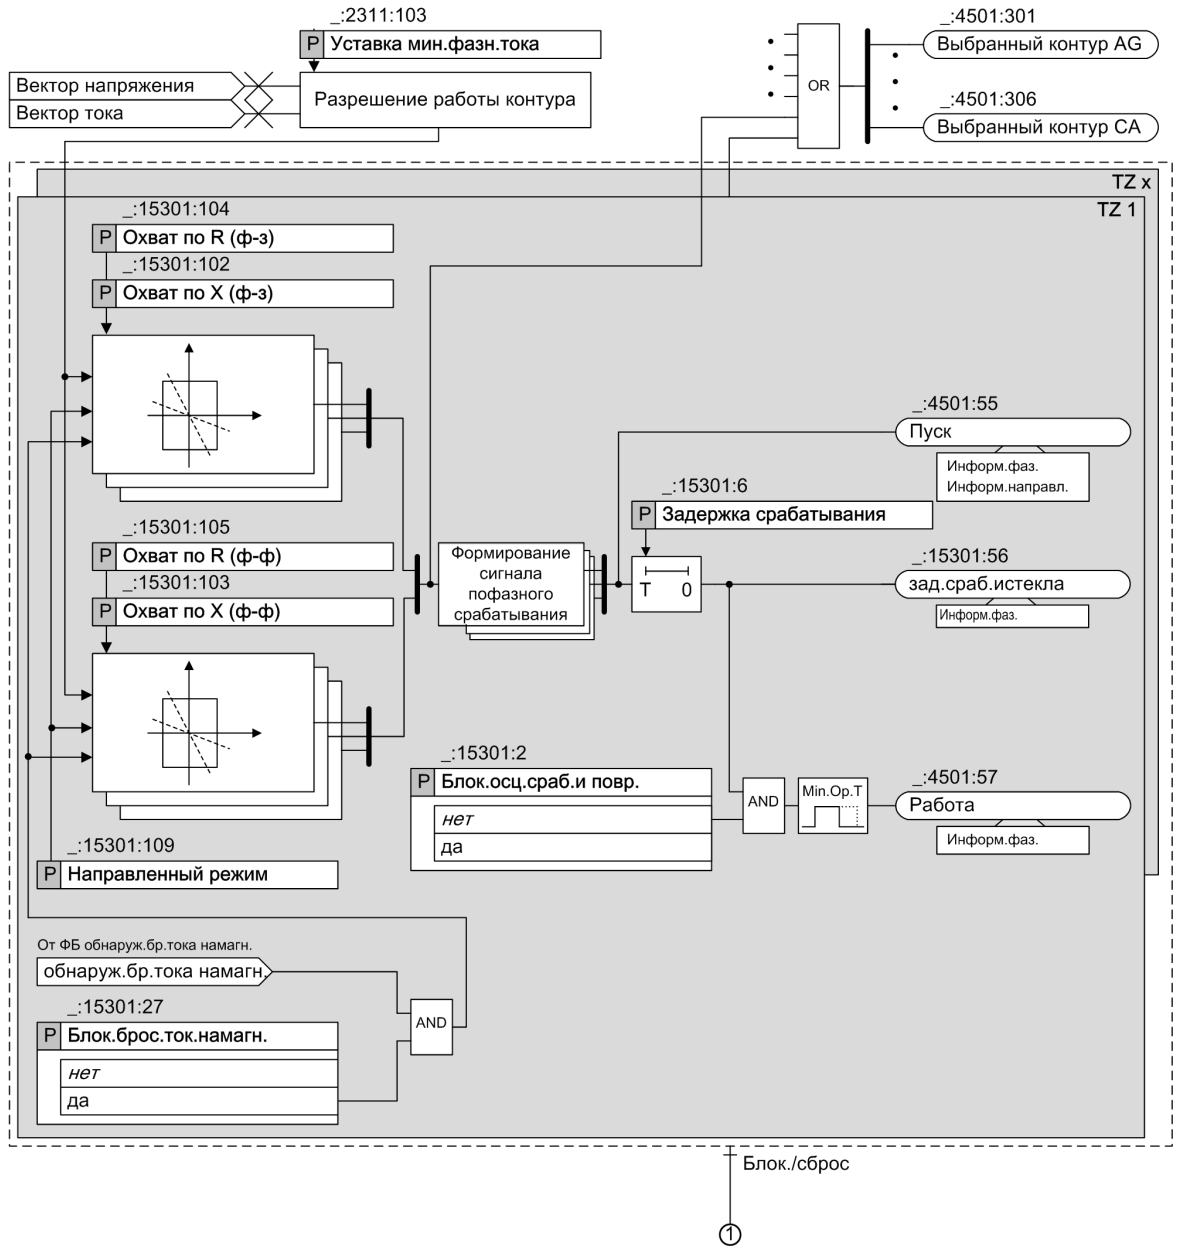 _:2311:103
P Уставка мин.фазн.тока
_:4501:301
Выбранный контур AG
Вектор напряжения
Вектор тока
Разрешение работы контура
OR
_:4501:306
Выбранный контур CA
TZ x
TZ 1
_:15301:104
P Охват по R (ф-з)
_:15301:102
P Охват по X (ф-з)
_:4501:55
Пуск
Информ.фаз.
Информ.направл.
_:15301:6
P Задержка срабатывания
_:15301:105
P Охват по R (ф-ф)
_:15301:103
P Охват по X (ф-ф)
Формирование
сигнала
пофазного
срабатывания
T 0
_:15301:56
зад.сраб.истекла
Информ.фаз.
_:15301:2
P Блок.осц.сраб.и повр.
нет
да
AND
Min.Op.T
_:4501:57
Работа
Информ.фаз.
_:15301:109
P Направленный режим
От ФБ обнаруж.бр.тока намагн.
обнаруж.бр.тока намагн.
_:15301:27
P Блок.брос.ток.намагн.
нет
да
AND
Блок./сброс
1